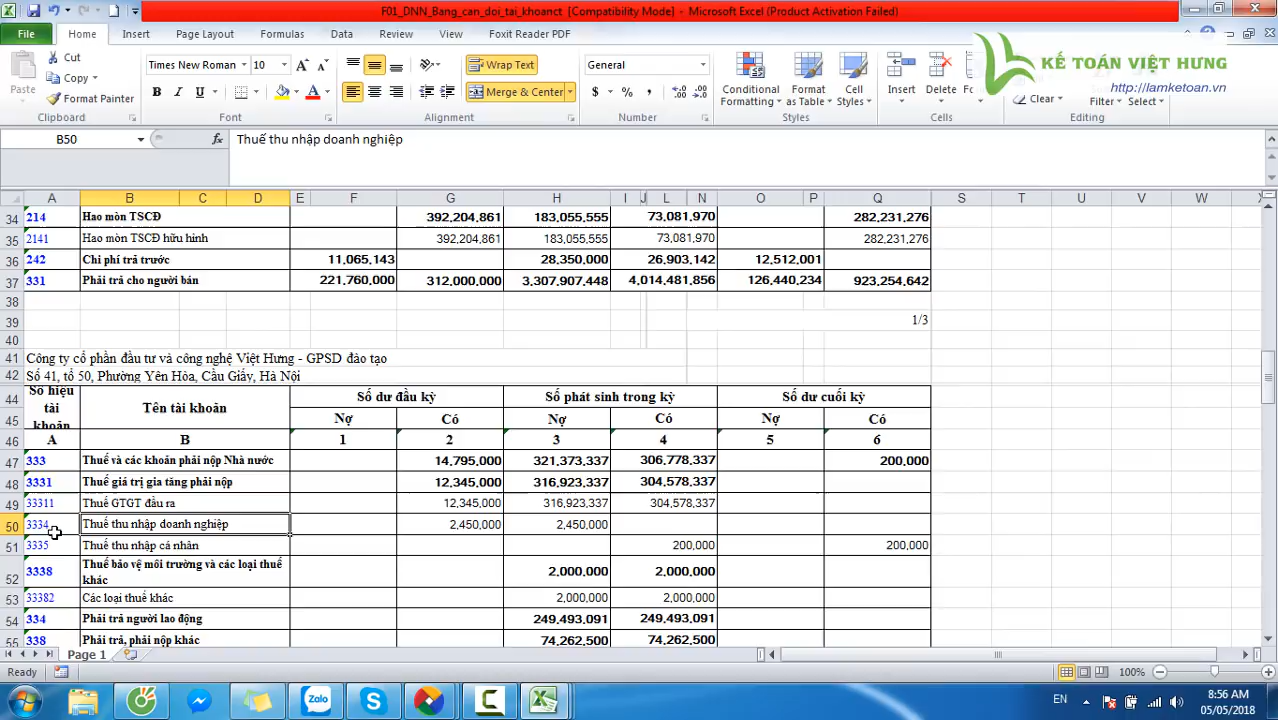 F01_DNN_Bang_can_doi_tai_khoanct [Compatibility Mode] - Microsoft Excel (Product Activation Failed)
File Home Insert Page Layout Formulas Data Review View Foxit Reader PDF
KẾ TOÁN VIỆT HƯNG
http://lamketoan.vn
Paste Cut Copy Format Painter
Times New Roman 10
Wrap Text
General
B I U
Merge & Center
$ % ,
Conditional Formatting Format as Table Cell Styles Insert Delete
Clear Filter Select
Clipboard Font Alignment Number Styles Cells Editing
B50 fx Thuế thu nhập doanh nghiệp
A B C D E F G H I J L N O P Q S T U V W
34 214 Hao mòn TSCĐ 392,204,861 183,055,555 73,081,970 282,231,276
35 2141 Hao mòn TSCĐ hữu hình 392,204,861 183,055,555 73,081,970 282,231,276
36 242 Chi phí trả trước 11,065,143 28,350,000 26,903,142 12,512,001
37 331 Phải trả cho người bán 221,760,000 312,000,000 3,307,907,448 4,014,481,856 126,440,234 923,254,642
38
39 1/3
40
41 Công ty cổ phần đầu tư và công nghệ Việt Hưng - GPSD đào tạo
42 Số 41, tổ 50, Phường Yên Hòa, Cầu Giấy, Hà Nội
44 Số hiệu tài khoản Tên tài khoản Số dư đầu kỳ Số phát sinh trong kỳ Số dư cuối kỳ
45 Nợ Có Nợ Có Nợ Có
46 A B 1 2 3 4 5 6
47 333 Thuế và các khoản phải nộp Nhà nước 14,795,000 321,373,337 306,778,337 200,000
48 3331 Thuế giá trị gia tăng phải nộp 12,345,000 316,923,337 304,578,337
49 33311 Thuế GTGT đầu ra 12,345,000 316,923,337 304,578,337
50 3334 Thuế thu nhập doanh nghiệp 2,450,000 2,450,000
51 3335 Thuế thu nhập cá nhân 200,000 200,000
52 3338 Thuế bảo vệ môi trường và các loại thuế khác 2,000,000 2,000,000
53 33382 Các loại thuế khác 2,000,000 2,000,000
54 334 Phải trả người lao động 249,493,091 249,493,091
55 338 Phải trả, phải nộp khác 74,262,500 74,262,500
Page 1
Ready 100%
Zalo EN 8:56 AM
05/05/2018